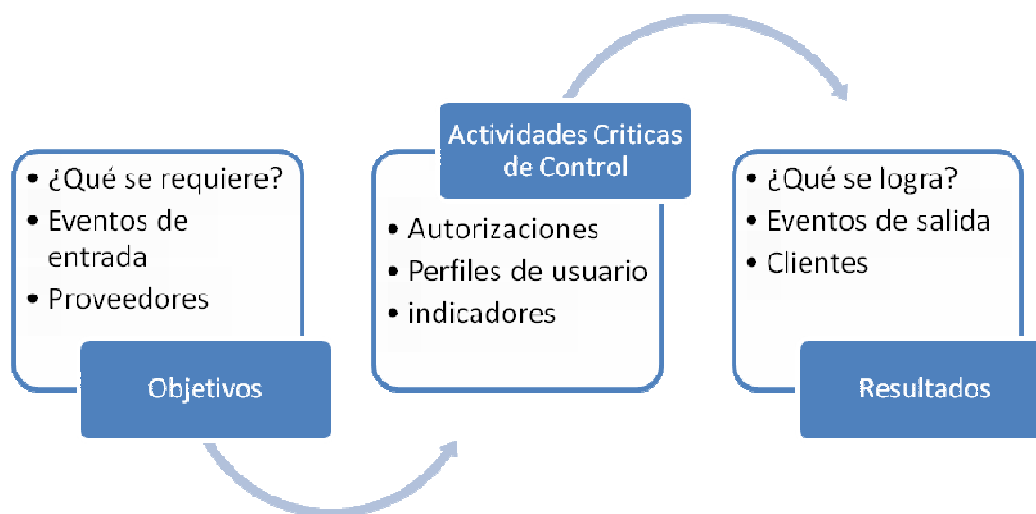 • ¿Qué se requiere?
• Eventos de
entrada
• Proveedores
Objetivos
Actividades Criticas
de Control
• Autorizaciones
• Perfiles de usuario
• indicadores
• ¿Qué se logra?
• Eventos de salida
• Clientes
Resultados